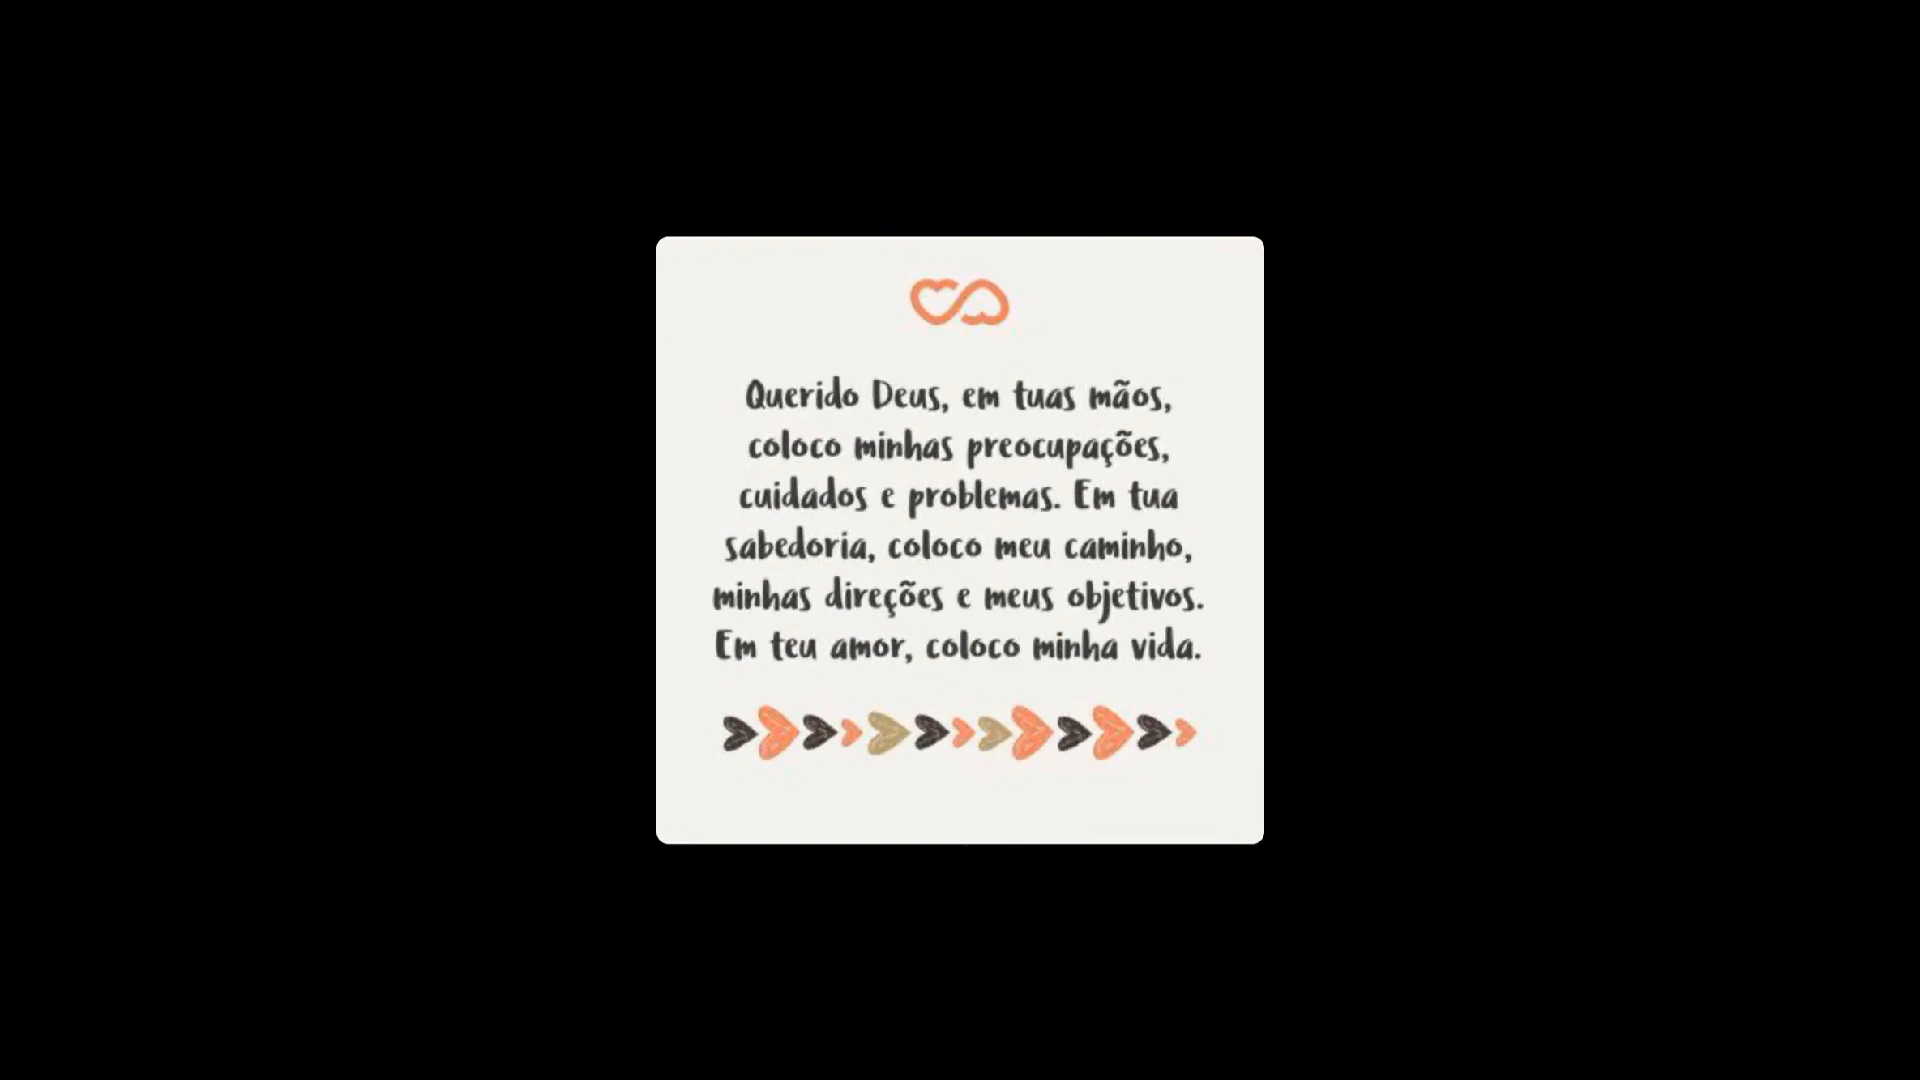 Querido Deus, em tuas mãos,
coloco minhas preocupações,
cuidados e problemas. Em tua
sabedoria, coloco meu caminho,
minhas direções e meus objetivos.
Em teu amor, coloco minha vida.